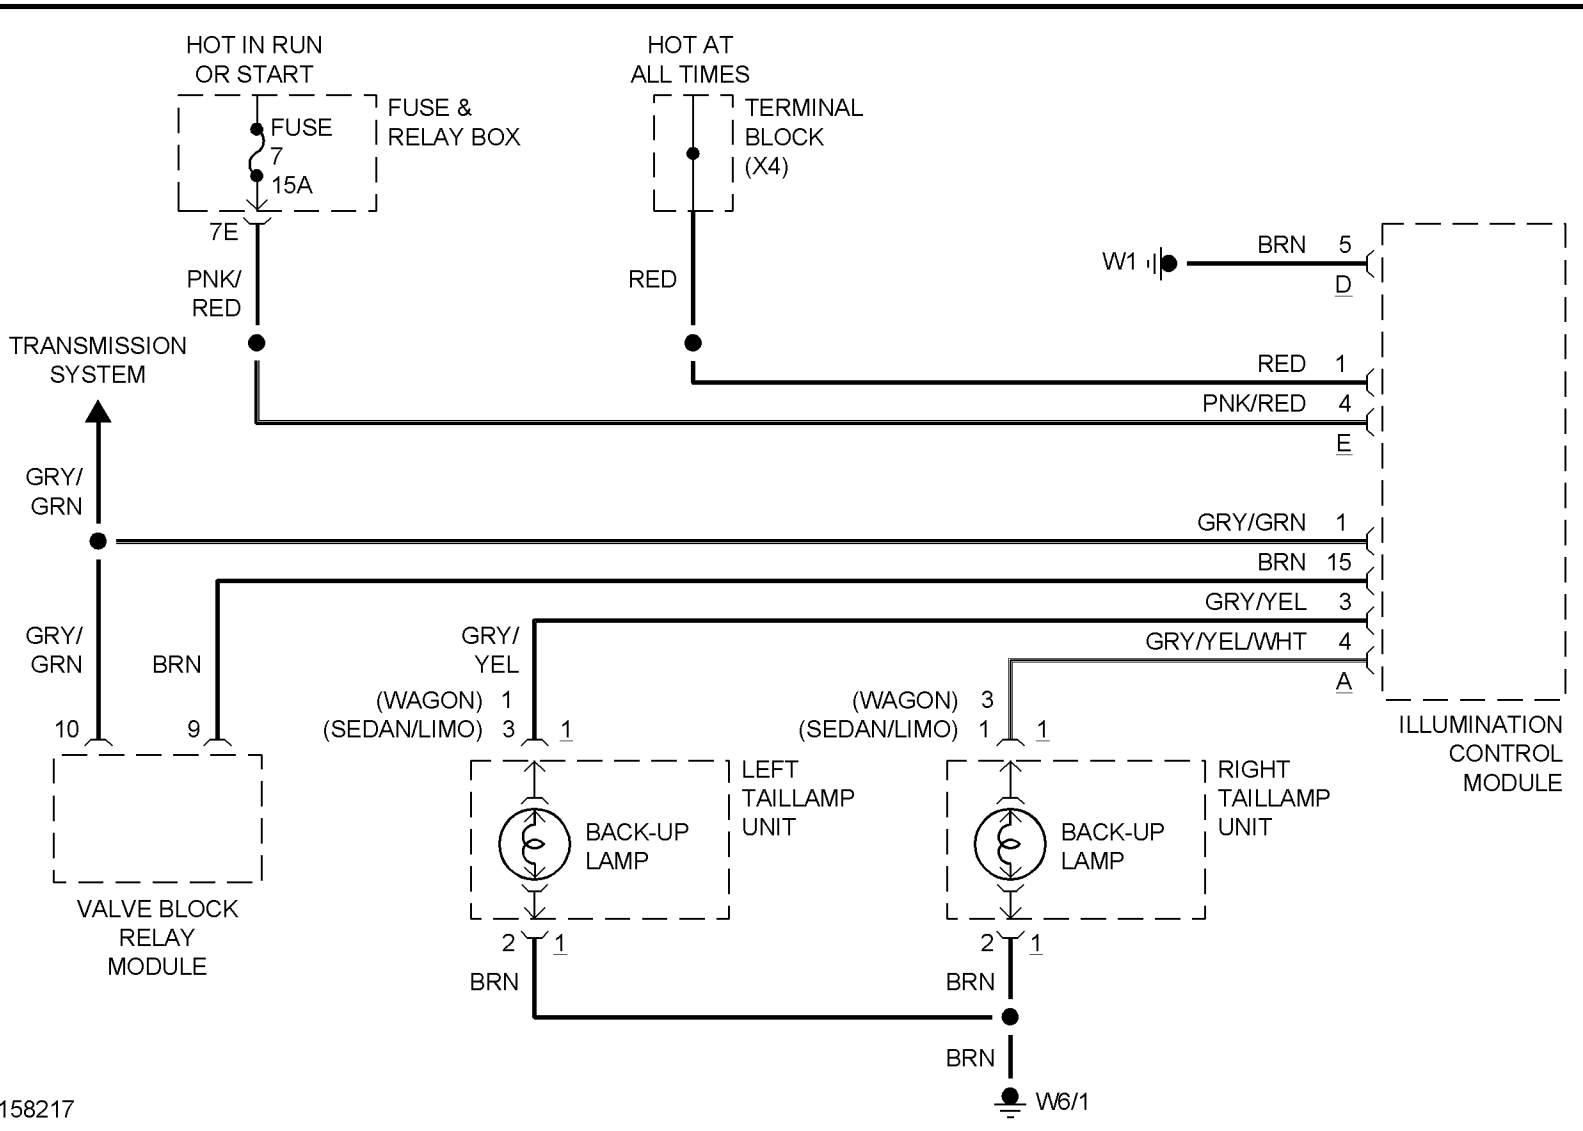 HOT IN RUN
OR START
FUSE &
RELAY BOX
FUSE
7
15A
7E
PNK/
RED
HOT AT
ALL TIMES
TERMINAL
BLOCK
(X4)
RED
W1
BRN 5
D
RED 1
PNK/RED 4
E
TRANSMISSION
SYSTEM
GRY/
GRN
GRY/GRN 1
BRN 15
GRY/YEL 3
GRY/YEL/WHT 4
A
GRY/
GRN
BRN
GRY/
YEL
(WAGON) 1
(SEDAN/LIMO) 3 1
(WAGON) 3
(SEDAN/LIMO) 1 1
10
9
ILLUMINATION
CONTROL
MODULE
LEFT
TAILLAMP
UNIT
BACK-UP
LAMP
RIGHT
TAILLAMP
UNIT
BACK-UP
LAMP
VALVE BLOCK
RELAY
MODULE
2 1
BRN
2 1
BRN
BRN
W6/1
158217